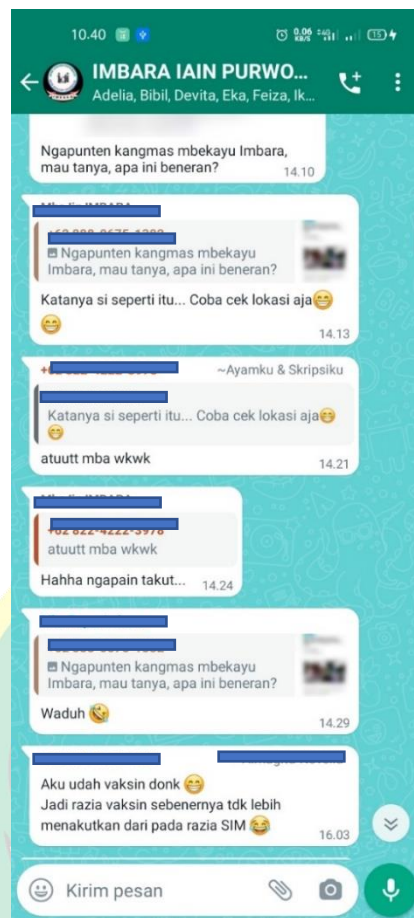 10.40
0.06
KB/S
15
IMBARA IAIN PURWO...
Adelia, Bibil, Devita, Eka, Feiza, Ik...
Ngapunten kangmas mbekayu Imbara,
mau tanya, apa ini beneran?
14.10
Ngapunten kangmas mbekayu
Imbara, mau tanya, apa ini beneran?
Katanya si seperti itu... Coba cek lokasi aja😁
😁
14.13
~Ayamku & Skripsiku
Katanya si seperti itu... Coba cek lokasi aja😁
😁
atuutt mba wkwk
14.21
atuutt mba wkwk
Hahha ngapain takut...
14.24
Ngapunten kangmas mbekayu
Imbara, mau tanya, apa ini beneran?
Waduh 🤣
14.29
Aku udah vaksin donk 😁
Jadi razia vaksin sebenernya tdk lebih
menakutkan dari pada razia SIM 😂
16.03
Kirim pesan